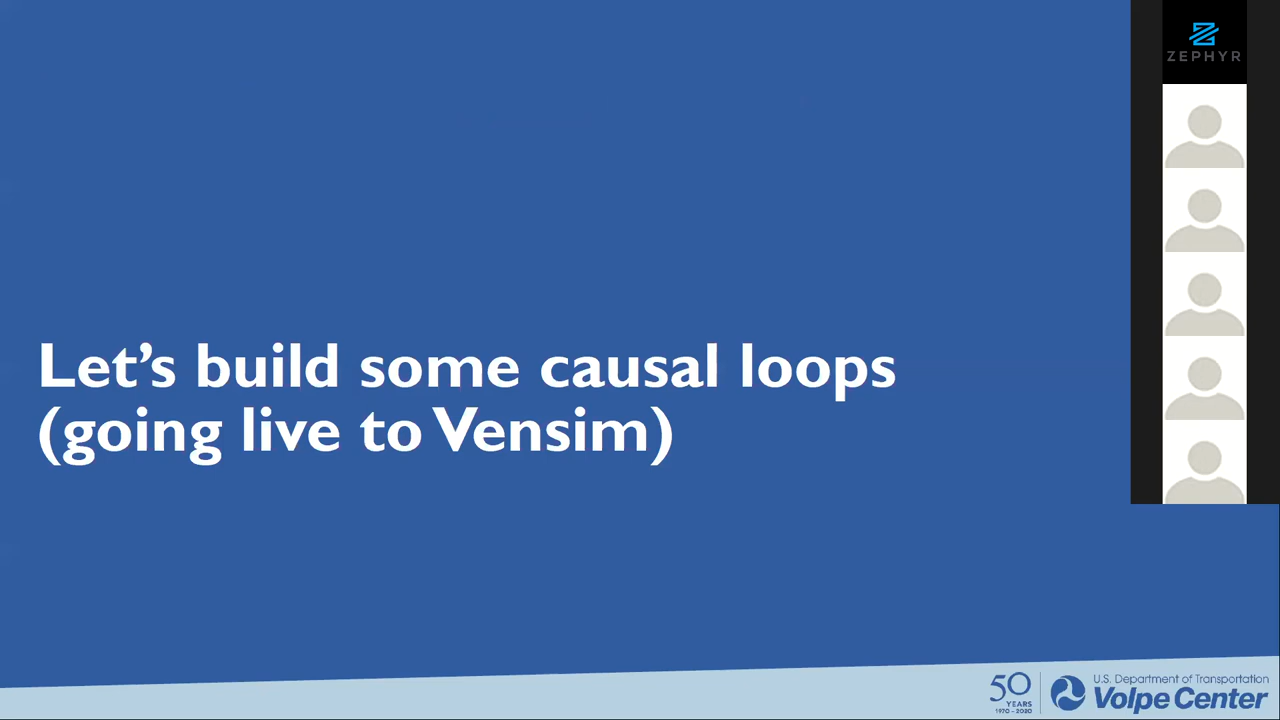 ZEPHYR
Let's build some causal loops
(going live to Vensim)
50
YEARS
1970 - 2020
U.S. Department of Transportation
Volpe Center